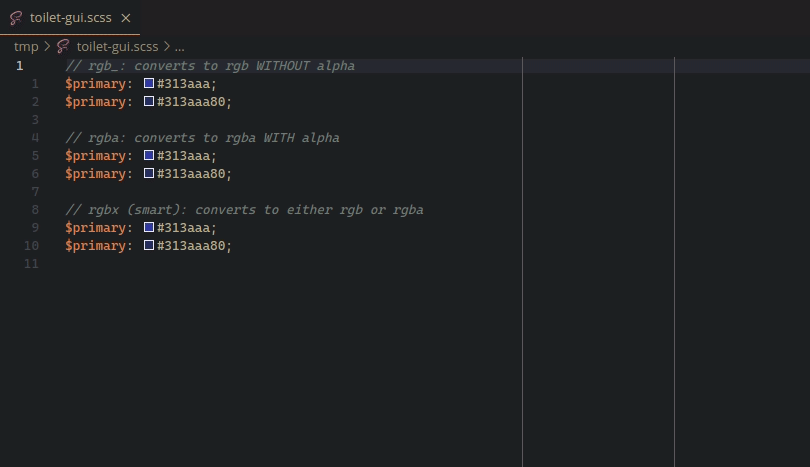 toilet-gui.scss
tmp > toilet-gui.scss > ...
1 // rgb_: converts to rgb WITHOUT alpha
1 $primary: #313aaa;
2 $primary: #313aaa80;
3
4 // rgba: converts to rgba WITH alpha
5 $primary: #313aaa;
6 $primary: #313aaa80;
7
8 // rgbx (smart): converts to either rgb or rgba
9 $primary: #313aaa;
10 $primary: #313aaa80;
11